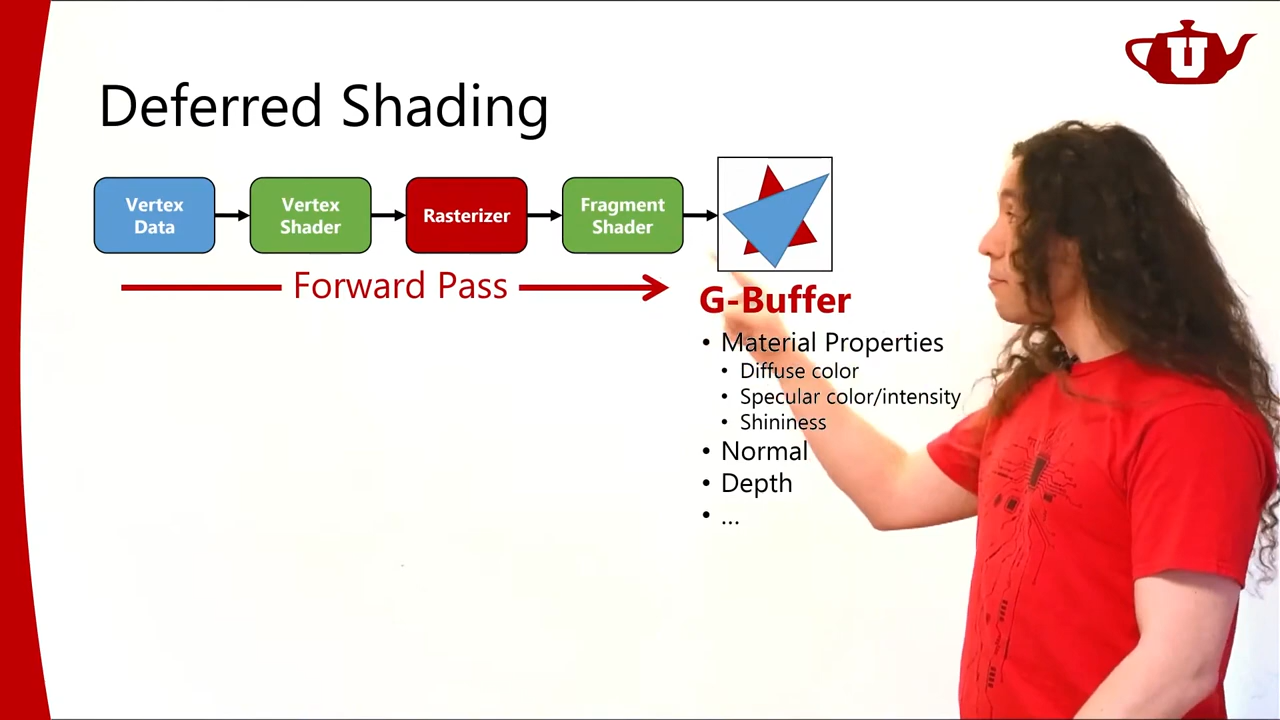 U
Deferred Shading
Vertex
Data
Vertex
Shader
Rasterizer
Fragment
Shader
Forward Pass
G-Buffer
• Material Properties
• Diffuse color
• Specular color/intensity
• Shininess
• Normal
• Depth
• ...